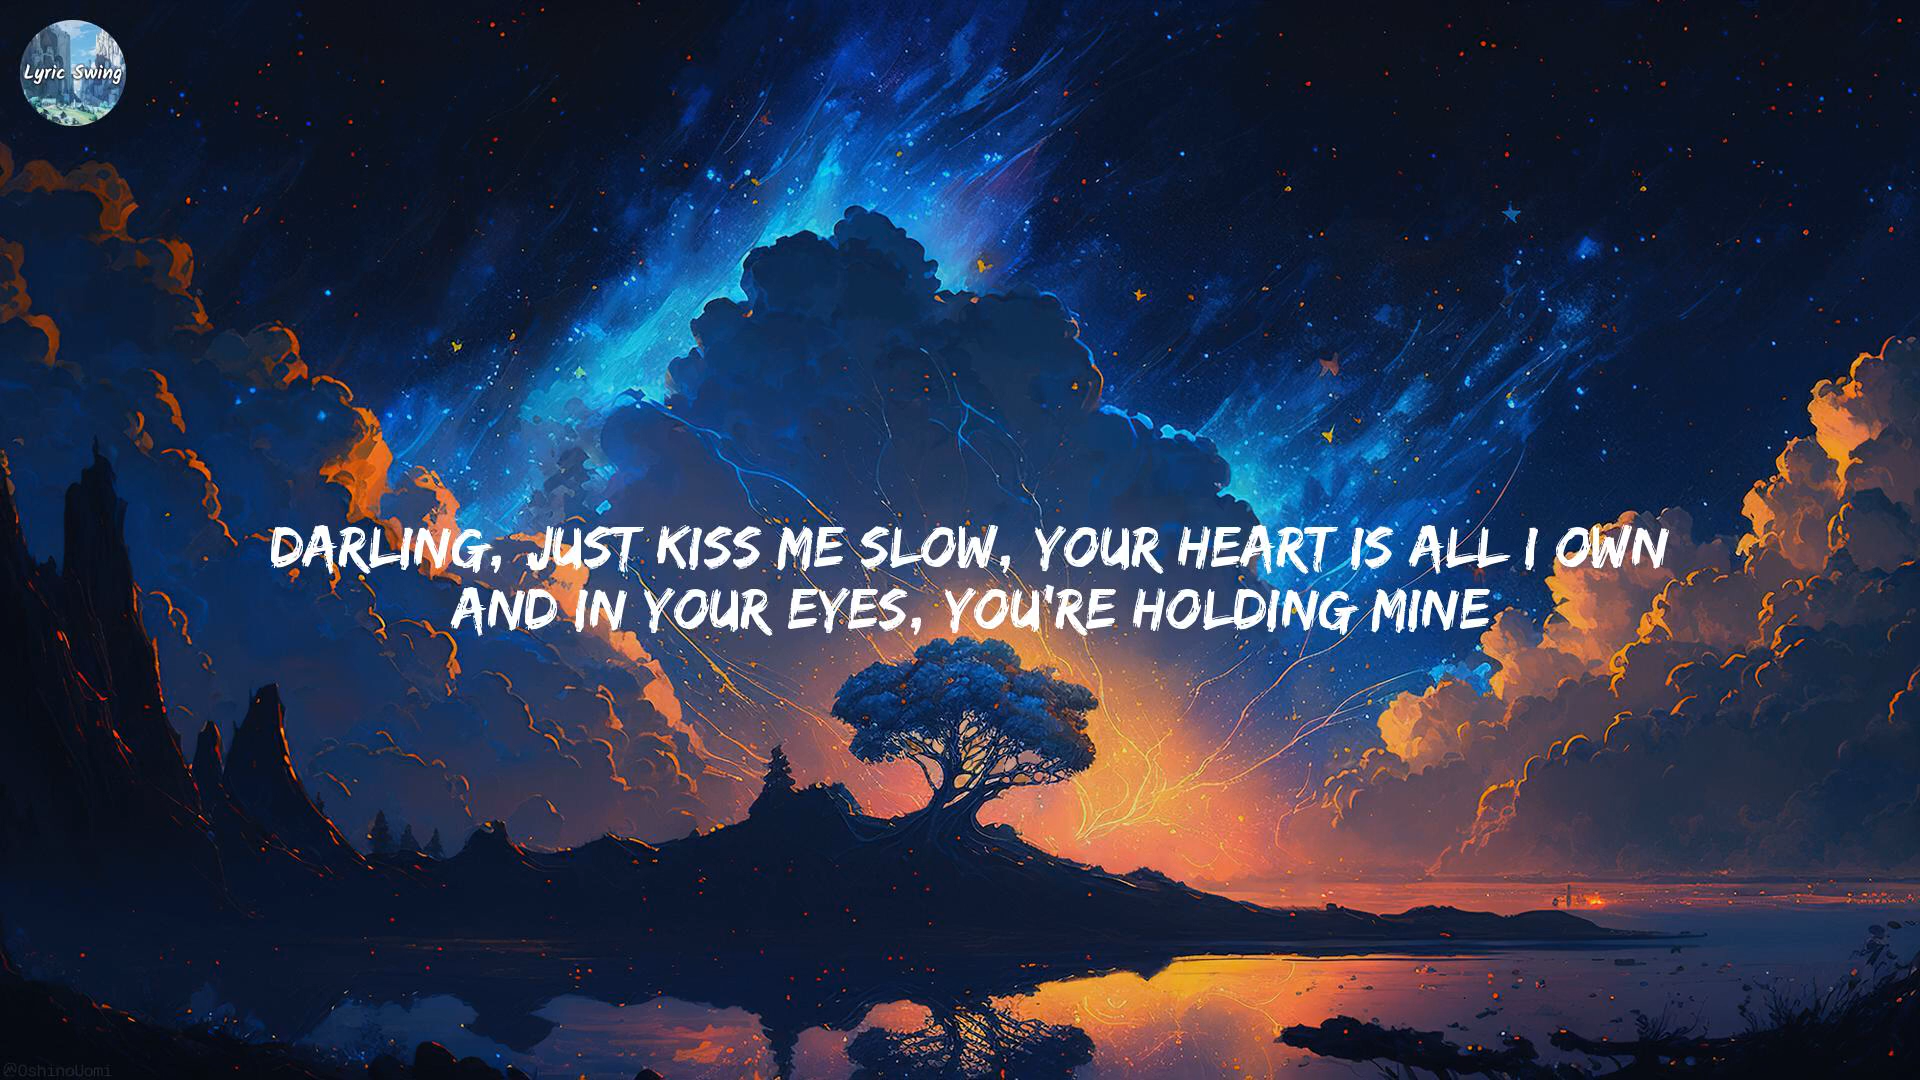 Lyric Swing
DARLING, JUST KISS ME SLOW, YOUR HEART IS ALL I OWN
AND IN YOUR EYES, YOU'RE HOLDING MINE
@OshinoUomi